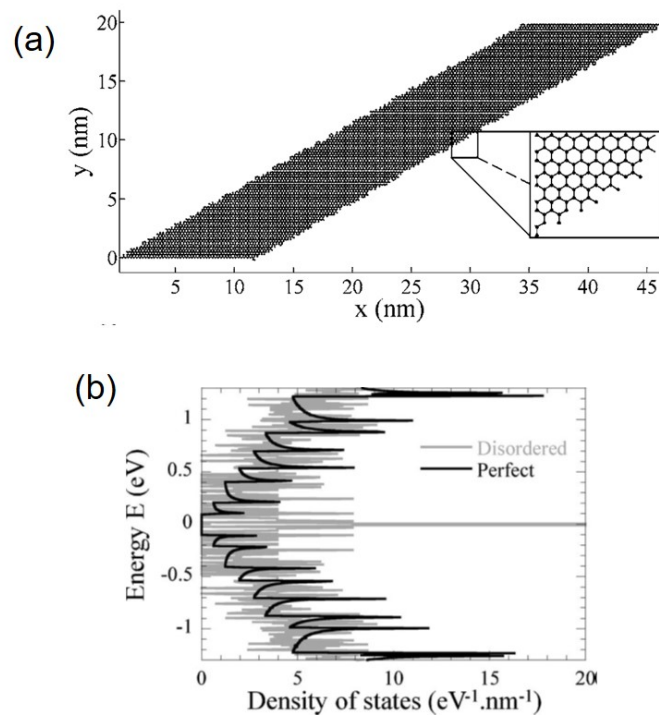 (a)
20
15
10
5
0
y (nm)
5 10 15 20 25 30 35 40 45
x (nm)
(b)
1
0.5
0
-0.5
-1
Energy E (eV)
Disordered
Perfect
0 5 10 15 20
Density of states (eV⁻¹.nm⁻¹)